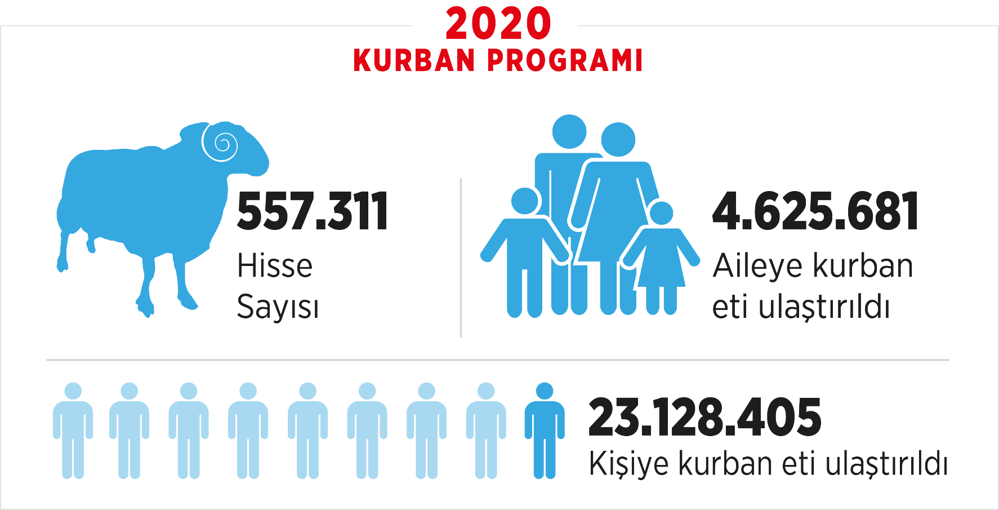 2020
KURBAN PROGRAMI
557.311
Hisse
Sayısı
4.625.681
Aileye kurban
eti ulaştırıldı
23.128.405
Kişiye kurban eti ulaştırıldı